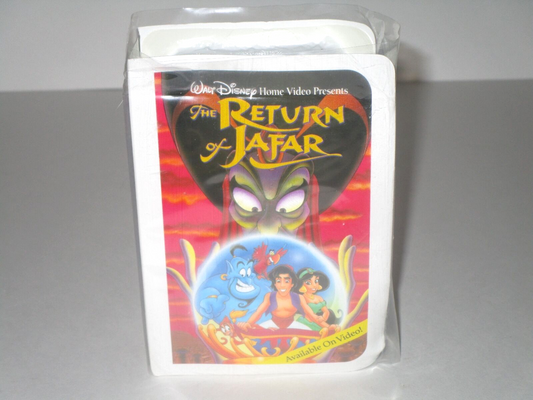 Walt Disney Home Video Presents
The Return
of Jafar
Available On Video!